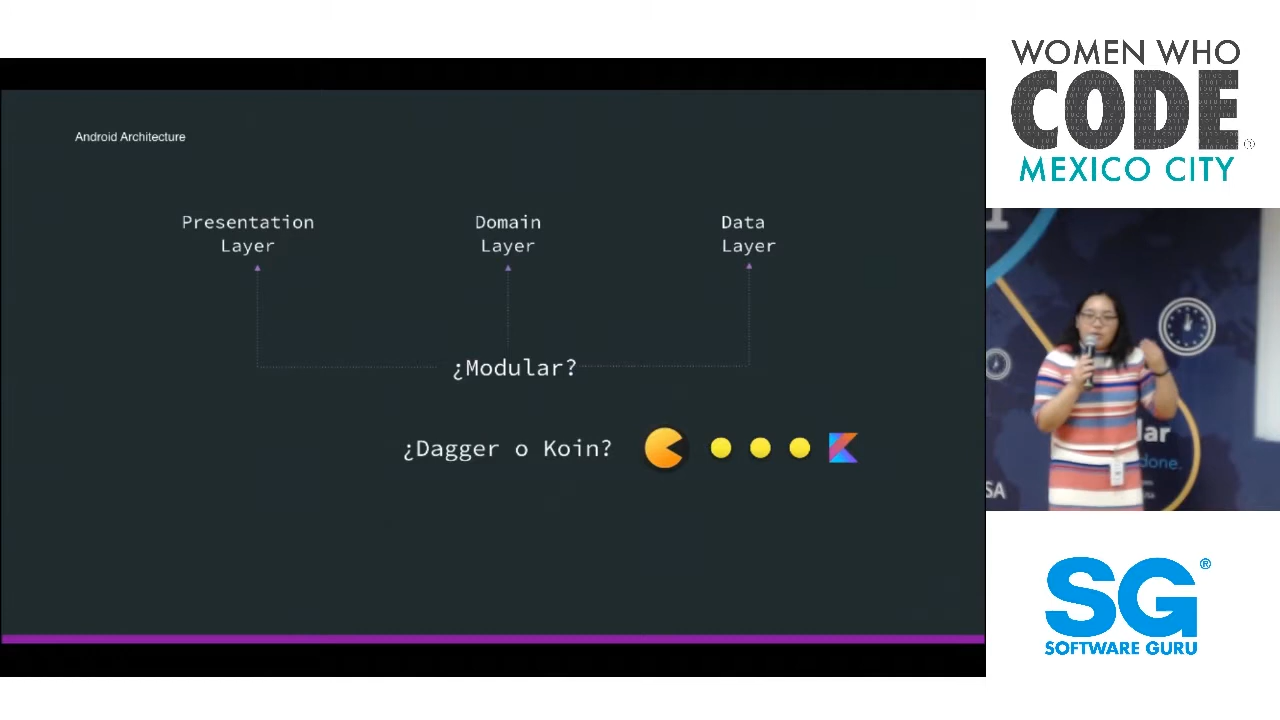 Android Architecture
Presentation
Layer
Domain
Layer
Data
Layer
¿Modular?
¿Dagger o Koin?
WOMEN WHO
CODE
MEXICO CITY
SG
SOFTWARE GURU